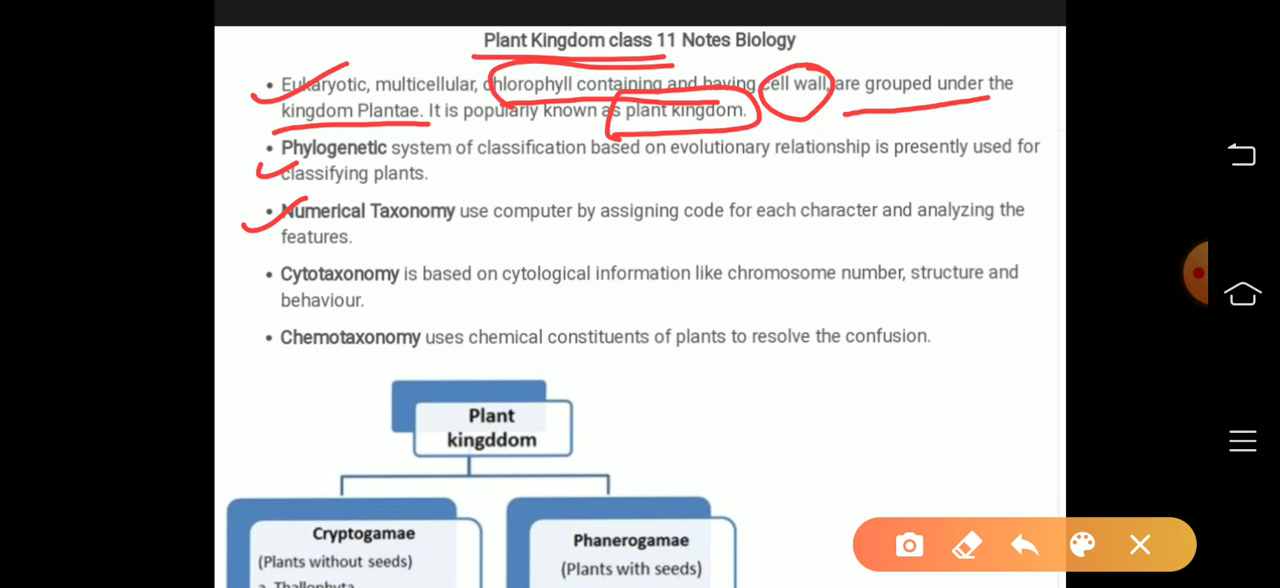 Plant Kingdom class 11 Notes Biology
• Eukaryotic, multicellular, chlorophyll containing and having cell wall, are grouped under the
kingdom Plantae. It is popularly known as plant kingdom.
• Phylogenetic system of classification based on evolutionary relationship is presently used for
classifying plants.
• Numerical Taxonomy use computer by assigning code for each character and analyzing the
features.
• Cytotaxonomy is based on cytological information like chromosome number, structure and
behaviour.
• Chemotaxonomy uses chemical constituents of plants to resolve the confusion.
Plant
kingddom
Cryptogamae
(Plants without seeds)
a. Thallophyta
Phanerogamae
(Plants with seeds)